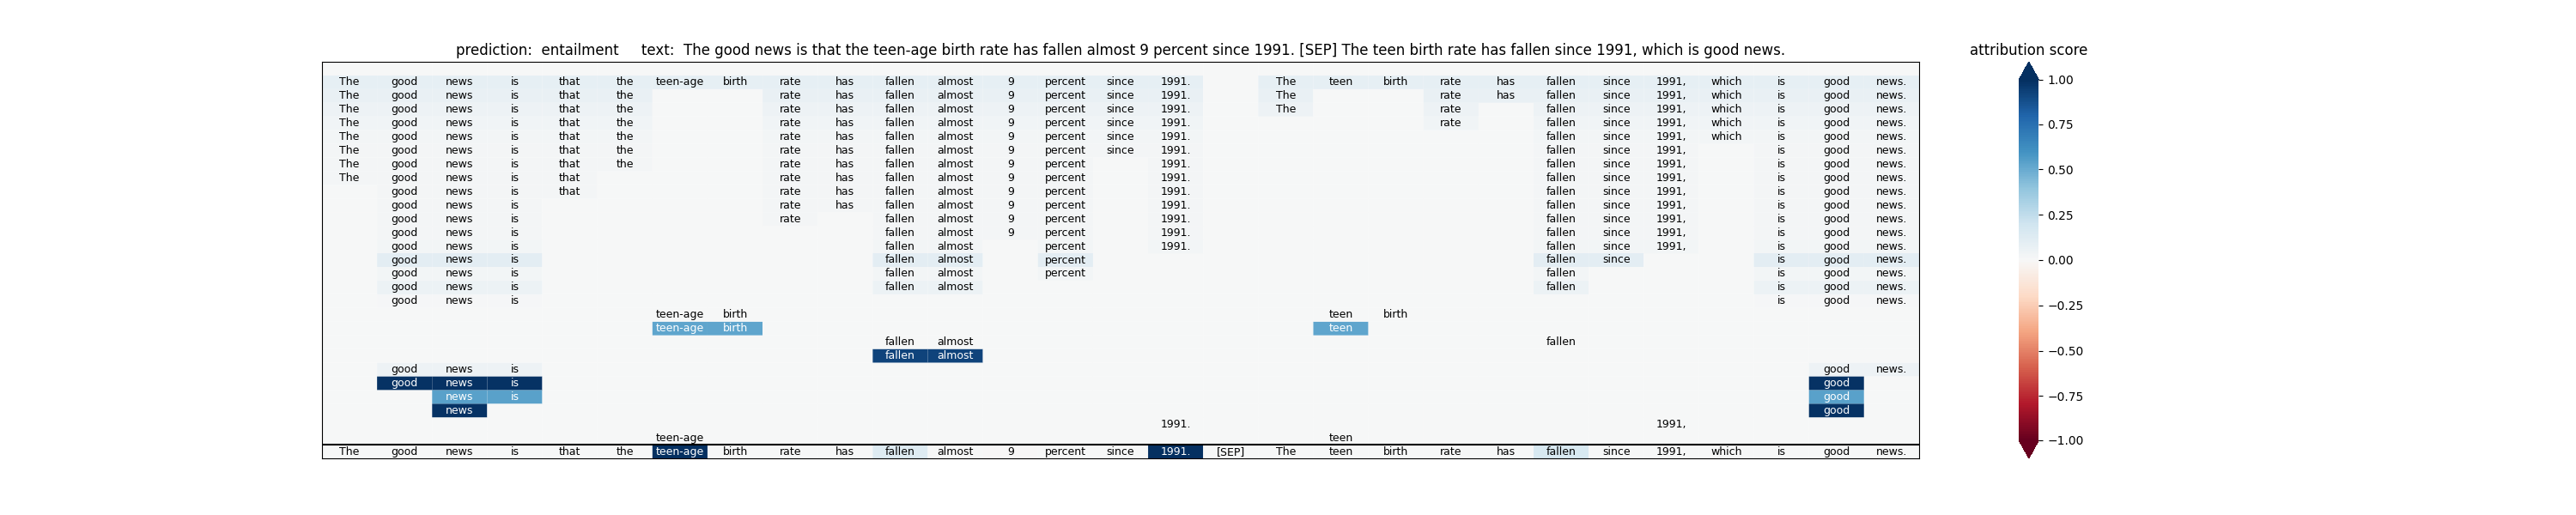 prediction: entailment text: The good news is that the teen-age birth rate has fallen almost 9 percent since 1991. [SEP] The teen birth rate has fallen since 1991, which is good news.
The good news is that the teen-age birth rate has fallen almost 9 percent since 1991. The teen birth rate has fallen since 1991, which is good news.
The good news is that the rate has fallen almost 9 percent since 1991. The rate has fallen since 1991, which is good news.
The good news is that the rate has fallen almost 9 percent since 1991. The rate fallen since 1991, which is good news.
The good news is that the rate has fallen almost 9 percent since 1991. rate fallen since 1991, which is good news.
The good news is that the rate has fallen almost 9 percent since 1991. fallen since 1991, which is good news.
The good news is that the rate has fallen almost 9 percent since 1991. fallen since 1991, is good news.
The good news is that the rate has fallen almost 9 percent 1991. fallen since 1991, is good news.
The good news is that rate has fallen almost 9 percent 1991. fallen since 1991, is good news.
good news is that rate has fallen almost 9 percent 1991. fallen since 1991, is good news.
good news is rate has fallen almost 9 percent 1991. fallen since 1991, is good news.
good news is rate fallen almost 9 percent 1991. fallen since 1991, is good news.
good news is fallen almost 9 percent 1991. fallen since 1991, is good news.
good news is fallen almost percent 1991. fallen since 1991, is good news.
good news is fallen almost percent fallen since is good news.
good news is fallen almost percent fallen is good news.
good news is fallen almost fallen is good news.
good news is is good news.
teen-age birth teen birth
teen-age birth teen
fallen almost fallen
fallen almost
good news is good news.
good news is good
news is good
news good
1991. 1991,
teen-age teen
The good news is that the teen-age birth rate has fallen almost 9 percent since 1991. [SEP] The teen birth rate has fallen since 1991, which is good news.
attribution score
1.00
0.75
0.50
0.25
0.00
−0.25
−0.50
−0.75
−1.00